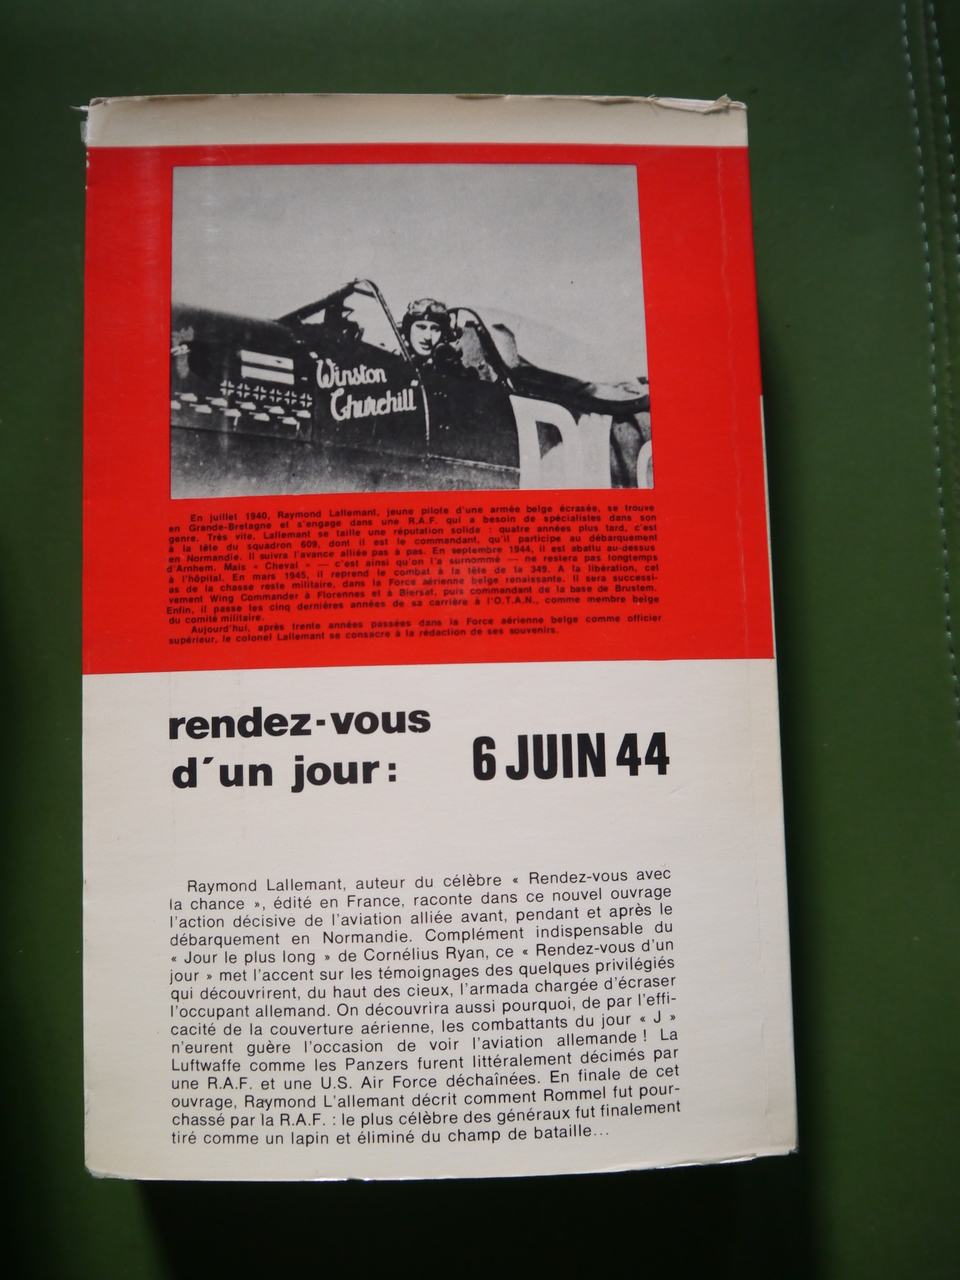 Winston
Churchill
En juillet 1940, Raymond Lallemant, jeune pilote d'une armée belge écrasée, se trouve
en Grande-Bretagne et s'engage dans une R.A.F. qui a besoin de spécialistes dans son
genre. Très vite, Lallemant se taille une réputation solide : quatre années plus tard, c'est
à la tête du squadron 609, dont il est le commandant, qu'il participe au débarquement
en Normandie. Il suivra l'avance alliée pas à pas. En septembre 1944, il est abattu au-dessus
d'Arnhem. Mais « Cheval » — c'est ainsi qu'on l'a surnommé — ne restera pas longtemps
à l'hôpital. En mars 1945, il reprend le combat à la tête de la 349. A la libération, cet
as de la chasse reste militaire, dans la Force aérienne belge renaissante. Il sera successi-
vement Wing Commander à Florennes et à Bierset, puis commandant de la base de Brustem.
Enfin, il passe les cinq dernières années de sa carrière à l'O.T.A.N., comme membre belge
du comité militaire.
Aujourd'hui, après trente années passées dans la Force aérienne belge comme officier
supérieur, le colonel Lallemant se consacre à la rédaction de ses souvenirs.
rendez-vous
d'un jour: 6 JUIN 44
Raymond Lallemant, auteur du célèbre « Rendez-vous avec
la chance », édité en France, raconte dans ce nouvel ouvrage
l'action décisive de l'aviation alliée avant, pendant et après le
débarquement en Normandie. Complément indispensable du
« Jour le plus long » de Cornélius Ryan, ce « Rendez-vous d'un
jour » met l'accent sur les témoignages des quelques privilégiés
qui découvrirent, du haut des cieux, l'armada chargée d'écraser
l'occupant allemand. On découvrira aussi pourquoi, de par l'effi-
cacité de la couverture aérienne, les combattants du jour « J »
n'eurent guère l'occasion de voir l'aviation allemande ! La
Luftwaffe comme les Panzers furent littéralement décimés par
une R.A.F. et une U.S. Air Force déchaînées. En finale de cet
ouvrage, Raymond L'allemant décrit comment Rommel fut pour-
chassé par la R.A.F. : le plus célèbre des généraux fut finalement
tiré comme un lapin et éliminé du champ de bataille...